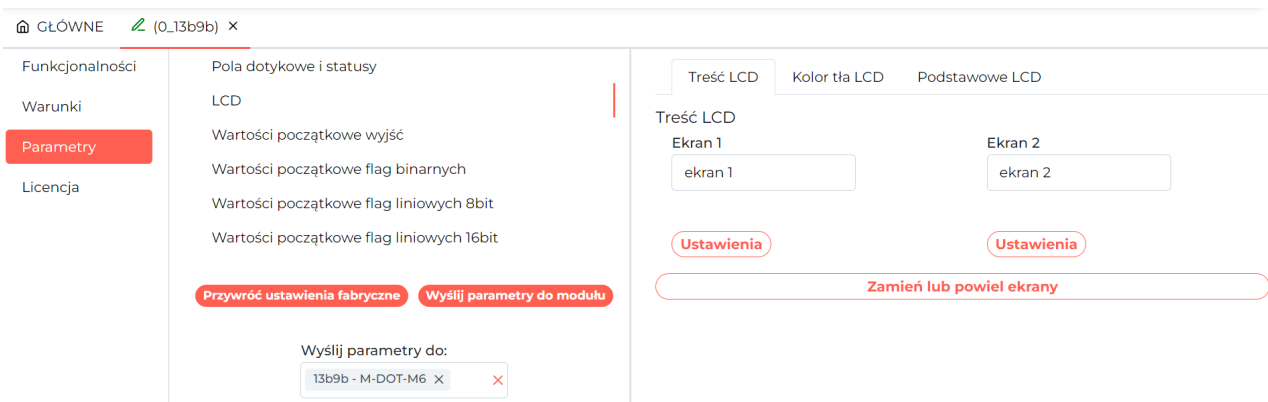 GŁÓWNE
(0_13b9b) ×
Funkcjonalności
Warunki
Parametry
Licencja
Pola dotykowe i statusy
LCD
Wartości początkowe wyjść
Wartości początkowe flag binarnych
Wartości początkowe flag liniowych 8bit
Wartości początkowe flag liniowych 16bit
Przywróć ustawienia fabryczne Wyślij parametry do modułu
Wyślij parametry do:
13b9b - M-DOT-M6 × ×
Treść LCD Kolor tła LCD Podstawowe LCD
Treść LCD
Ekran 1 Ekran 2
ekran 1 ekran 2
Ustawienia Ustawienia
Zamień lub powiel ekrany